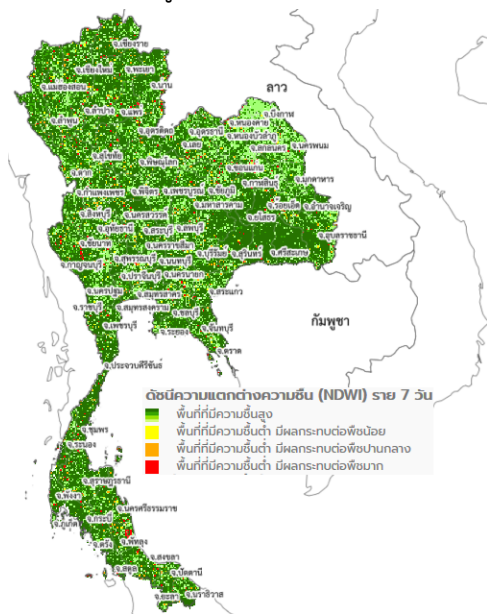 จ.เชียงราย
จ.เชียงใหม่
จ.พะเยา
จ.แม่ฮ่องสอน
จ.น่าน
ลาว
จ.ลำปาง
จ.แพร่
จ.ลำพูน
จ.บึงกาฬ
จ.หนองคาย
จ.อุตรดิตถ์
จ.อุดรธานี
จ.หนองบัวลำภู
จ.เลย
จ.สกลนคร
จ.นครพนม
จ.สุโขทัย
จ.พิษณุโลก
จ.ขอนแก่น
จ.ตาก
จ.กาฬสินธุ์
จ.มุกดาหาร
จ.กำแพงเพชร
จ.พิจิตร
จ.เพชรบูรณ์
จ.ชัยภูมิ
จ.มหาสารคาม
จ.ร้อยเอ็ด
จ.อำนาจเจริญ
จ.สิงห์บุรี
จ.นครสวรรค์
จ.ยโสธร
จ.อุทัยธานี
จ.สระบุรี
จ.ลพบุรี
จ.อุบลราชธานี
จ.ชัยนาท
จ.นครราชสีมา
จ.บุรีรัมย์
จ.สุรินทร์
จ.ศรีสะเกษ
จ.กาญจนบุรี
จ.สุพรรณบุรี
จ.นนทบุรี
จ.ปราจีนบุรี
จ.นครนายก
จ.นครปฐม
จ.สมุทรสาคร
จ.สระแก้ว
จ.ราชบุรี
จ.สมุทรสงคราม
จ.ชลบุรี
กัมพูชา
จ.เพชรบุรี
จ.ระยอง
จ.จันทบุรี
จ.ตราด
จ.ประจวบคีรีขันธ์
ดัชนีความแตกต่างความชื้น (NDWI) ราย 7 วัน
พื้นที่ที่มีความชื้นสูง
พื้นที่ที่มีความชื้นต่ำ มีผลกระทบต่อพืชน้อย
พื้นที่ที่มีความชื้นต่ำ มีผลกระทบต่อพืชปานกลาง
พื้นที่ที่มีความชื้นต่ำ มีผลกระทบต่อพืชมาก
จ.ชุมพร
จ.ระนอง
จ.สุราษฎร์ธานี
จ.พังงา
จ.นครศรีธรรมราช
จ.ภูเก็ต
จ.กระบี่
จ.ตรัง
จ.พัทลุง
จ.สงขลา
จ.สตูล
จ.ปัตตานี
จ.ยะลา
จ.นราธิวาส